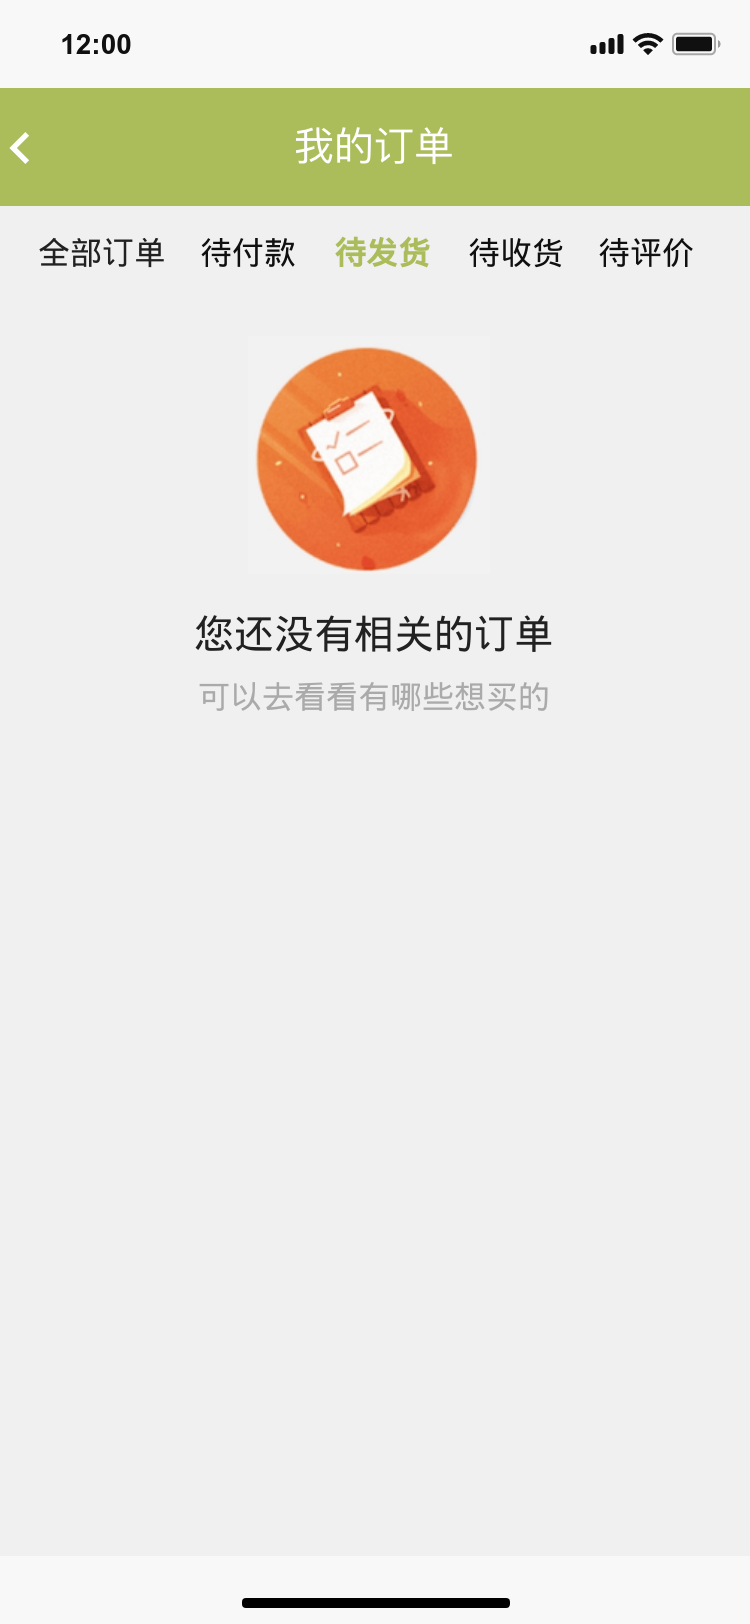 12:00
我的订单
全部订单 待付款 待发货 待收货 待评价
您还没有相关的订单
可以去看看有哪些想买的